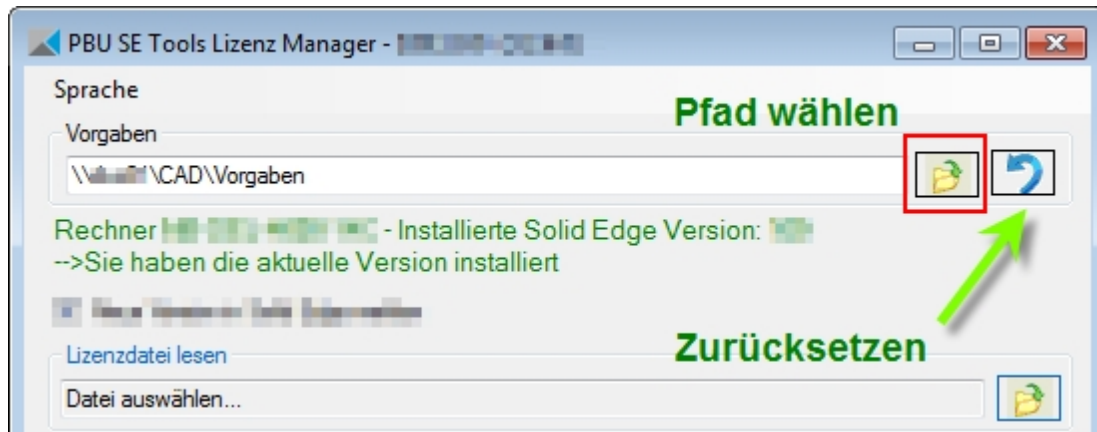 PBU SE Tools Lizenz Manager -
Sprache
Pfad wählen
Vorgaben
\\ \CAD\Vorgaben
Rechner - Installierte Solid Edge Version:
-->Sie haben die aktuelle Version installiert
Zurücksetzen
Lizenzdatei lesen
Datei auswählen...